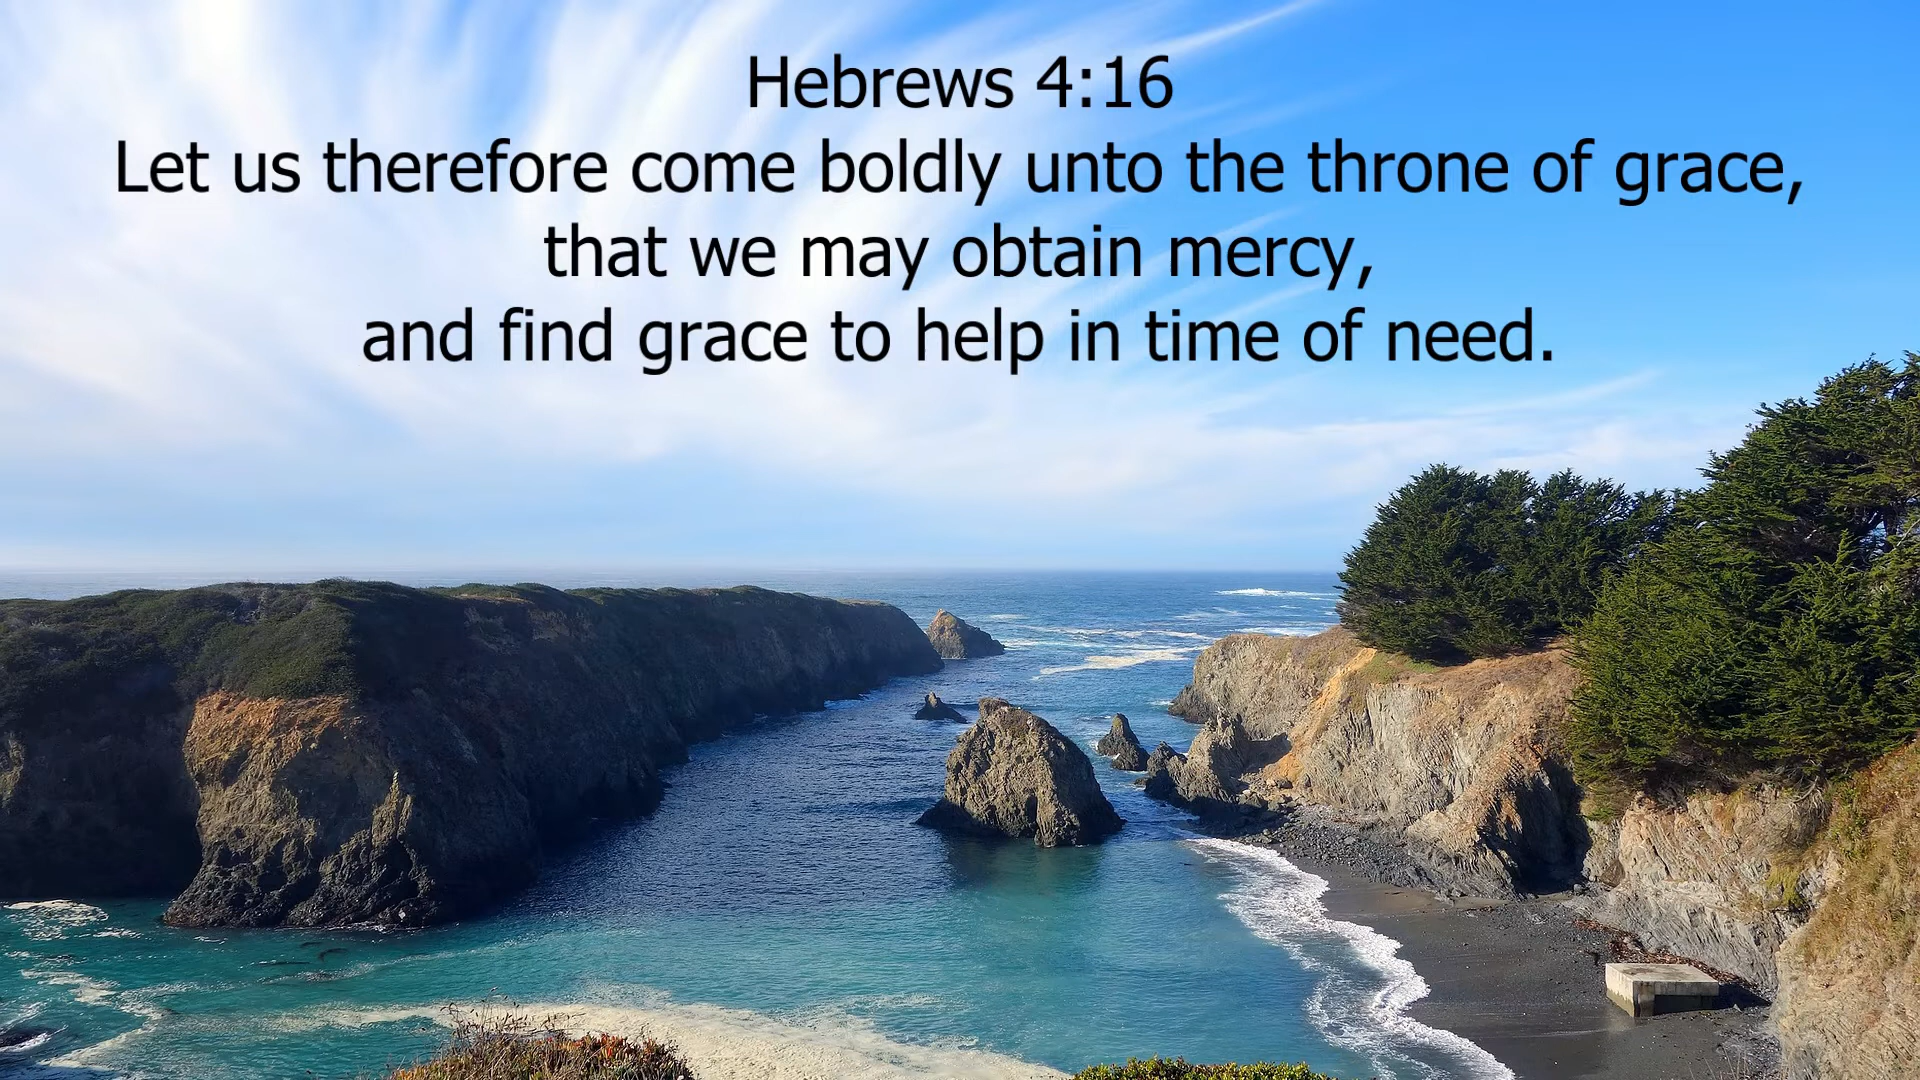 Hebrews 4:16
Let us therefore come boldly unto the throne of grace,
that we may obtain mercy,
and find grace to help in time of need.